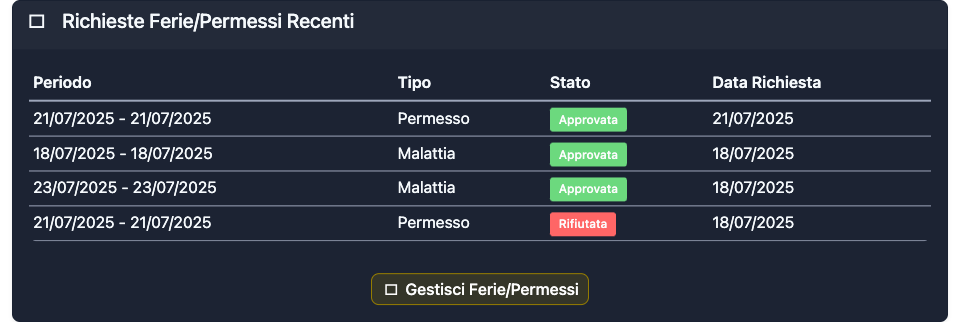 Richieste Ferie/Permessi Recenti
Periodo Tipo Stato Data Richiesta
21/07/2025 - 21/07/2025 Permesso Approvata 21/07/2025
18/07/2025 - 18/07/2025 Malattia Approvata 18/07/2025
23/07/2025 - 23/07/2025 Malattia Approvata 18/07/2025
21/07/2025 - 21/07/2025 Permesso Rifiutata 18/07/2025
Gestisci Ferie/Permessi